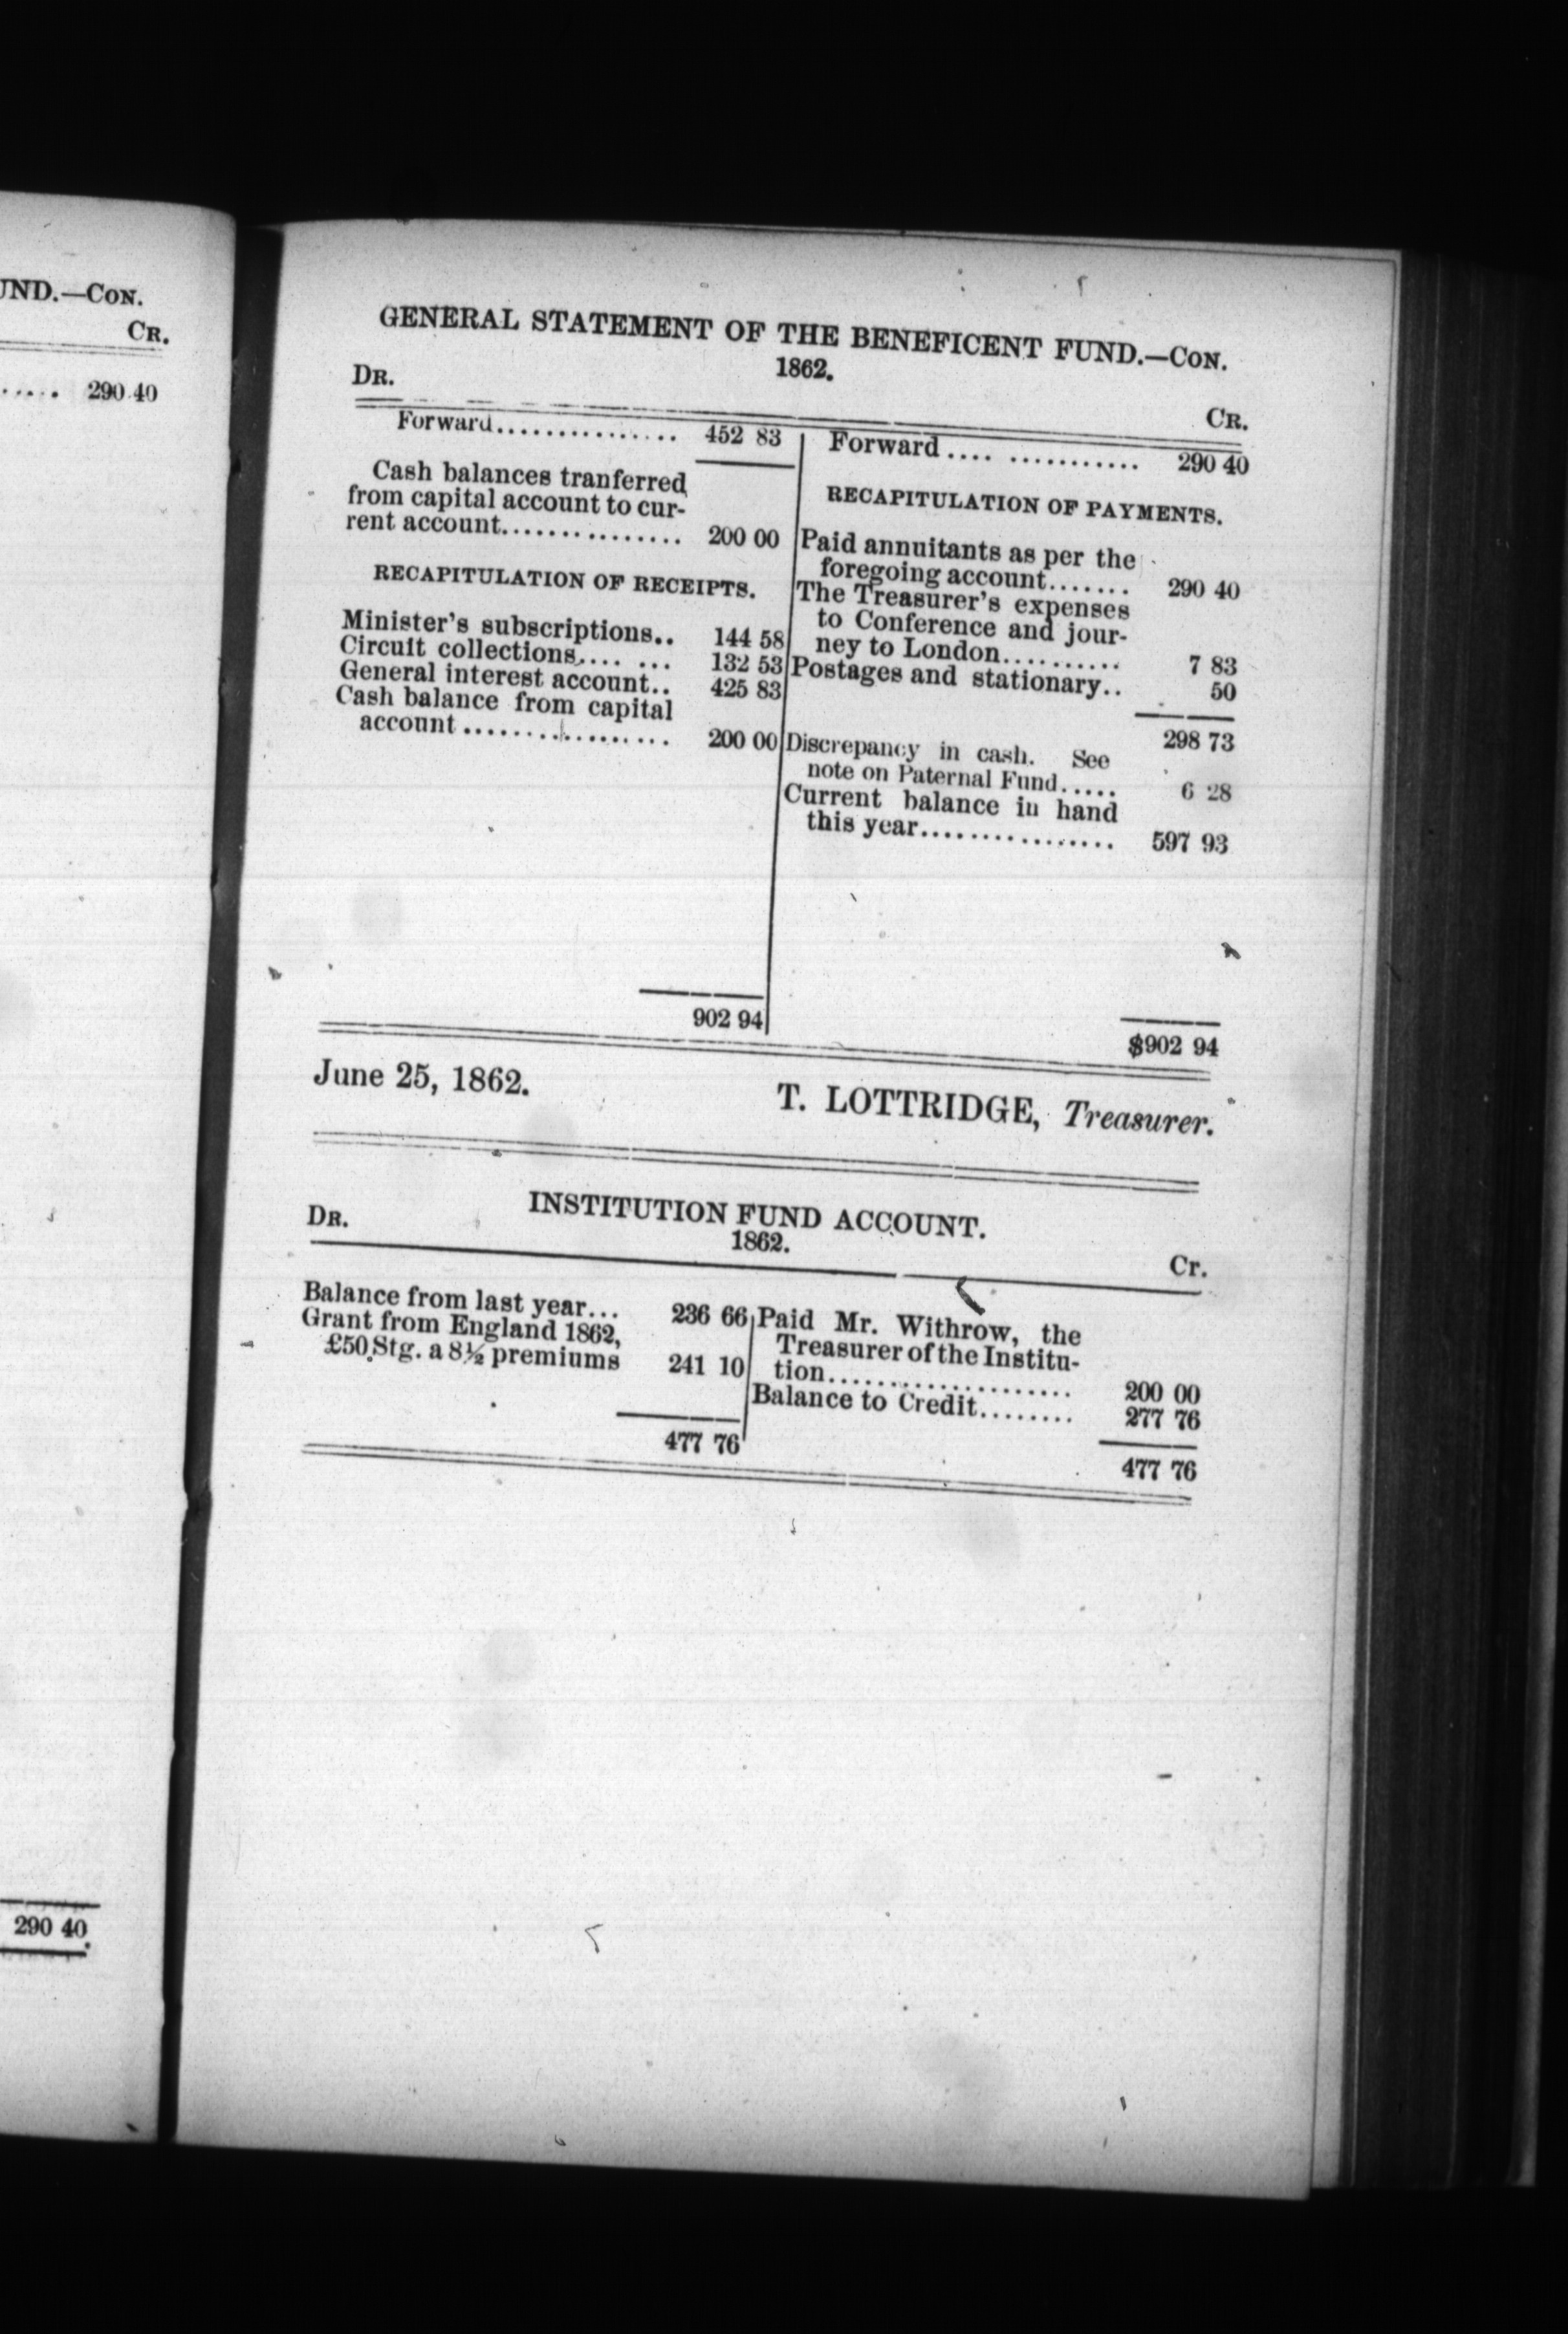 UND.—CON.
CR.
..... 290 40
290 40
GENERAL STATEMENT OF THE BENEFICENT FUND.—CON.
1862.
DR.
CR.
Forward............... 452 83
Cash balances tranferred
from capital account to cur-
rent account............... 200 00
RECAPITULATION OF RECEIPTS.
Minister's subscriptions.. 144 58
Circuit collections,.... ... 132 53
General interest account.. 425 83
Cash balance from capital
account ................. 200 00
902 94
Forward .... ........... 290 40
RECAPITULATION OF PAYMENTS.
Paid annuitants as per the
foregoing account....... 290 40
The Treasurer's expenses
to Conference and jour-
ney to London.......... 7 83
Postages and stationary.. 50
298 73
Discrepancy in cash. See
note on Paternal Fund..... 6 28
Current balance in hand
this year................ 597 93
$902 94
June 25, 1862.
T. LOTTRIDGE, Treasurer.
INSTITUTION FUND ACCOUNT.
1862.
DR.
Cr.
Balance from last year... 236 66
Grant from England 1862,
£50 Stg. a 8½ premiums 241 10
477 76
Paid Mr. Withrow, the
Treasurer of the Institu-
tion..................... 200 00
Balance to Credit........ 277 76
477 76